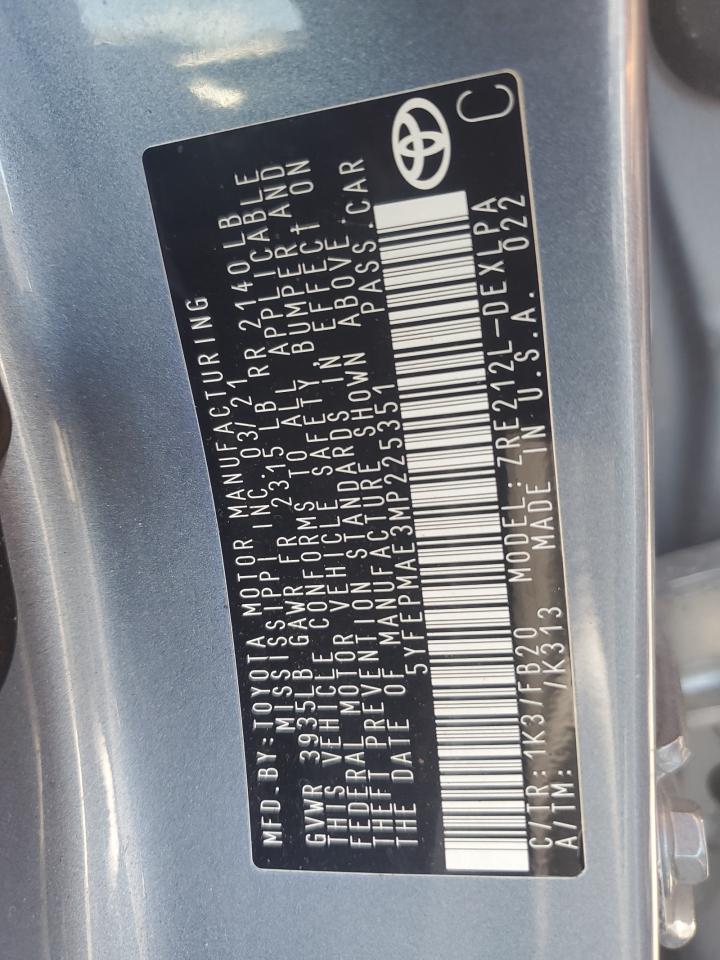 MFD.BY:TOYOTA MOTOR MANUFACTURING
MISSISSIPPI INC. 03/21
GVWR 3935LB GAWR FR 2315 LB RR 2140 LB
THIS VEHICLE CONFORMS TO ALL APPLICABLE
FEDERAL MOTOR VEHICLE SAFETY, BUMPER, AND
THEFT PREVENTION STANDARDS IN EFFECT ON
THE DATE OF MANUFACTURE SHOWN ABOVE.
5YFEPMAE3MP225351 PASS.CAR
C/TR: 1K3/FB20 MODEL: ZRE212L-DEXLPA
A/TM: /K313 MADE IN U.S.A. 022
C